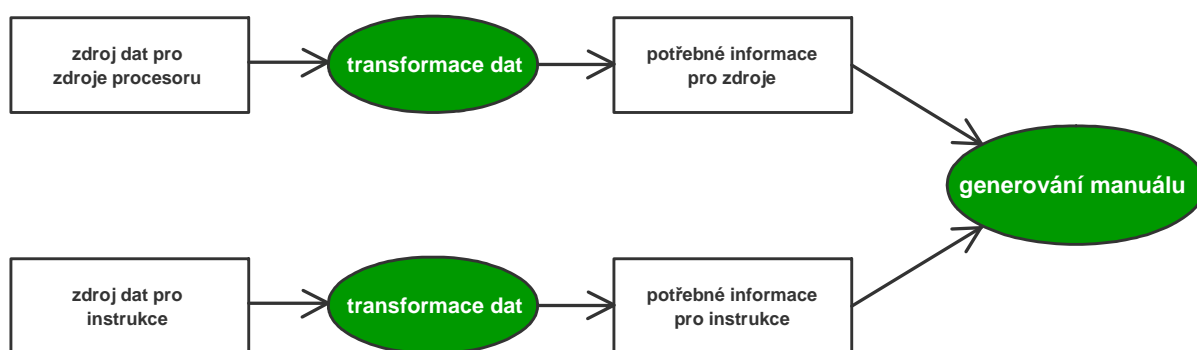 zdroj dat pro
zdroje procesoru
transformace dat
potřebné informace
pro zdroje
generování manuálu
zdroj dat pro
instrukce
transformace dat
potřebné informace
pro instrukce